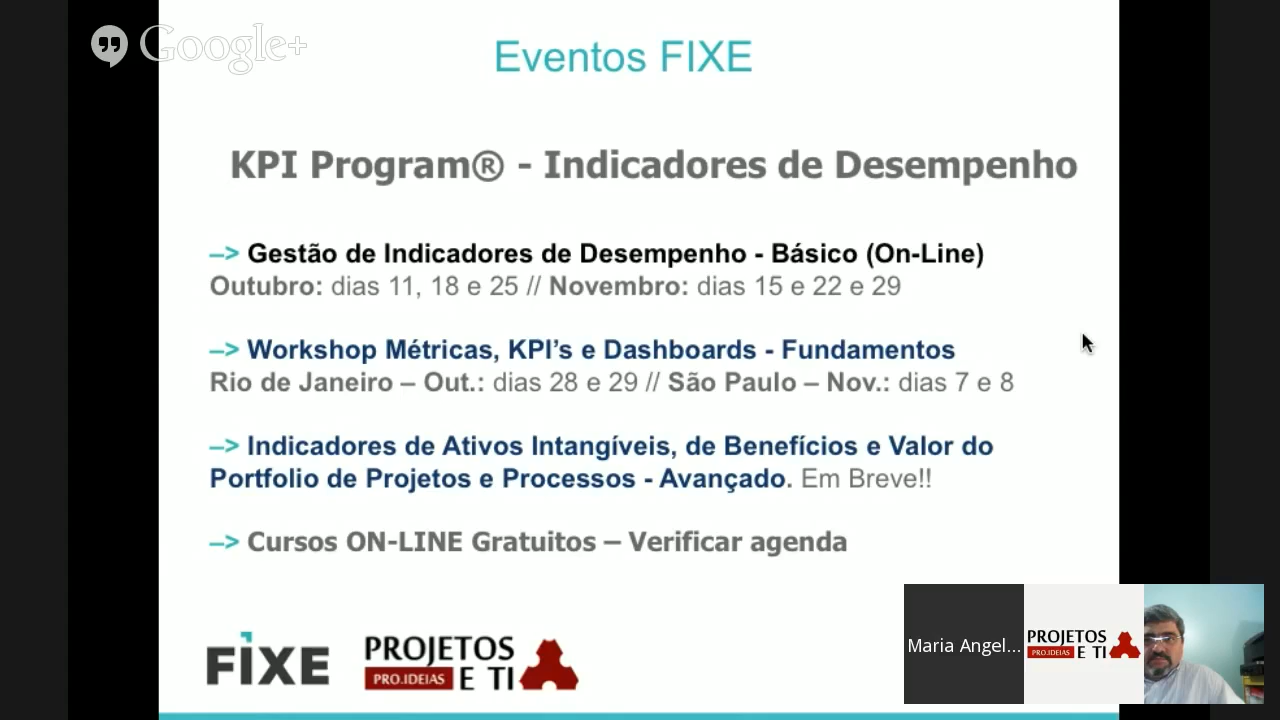 Google+
Eventos FIXE
KPI Program® - Indicadores de Desempenho
–> Gestão de Indicadores de Desempenho - Básico (On-Line)
Outubro: dias 11, 18 e 25 // Novembro: dias 15 e 22 e 29
–> Workshop Métricas, KPI’s e Dashboards - Fundamentos
Rio de Janeiro – Out.: dias 28 e 29 // São Paulo – Nov.: dias 7 e 8
–> Indicadores de Ativos Intangíveis, de Benefícios e Valor do
Portfolio de Projetos e Processos - Avançado. Em Breve!!
–> Cursos ON-LINE Gratuitos – Verificar agenda
FIXE
PROJETOS
PRO.IDEIAS E TI
Maria Angel...
PROJETOS
PRO.IDEIAS E TI